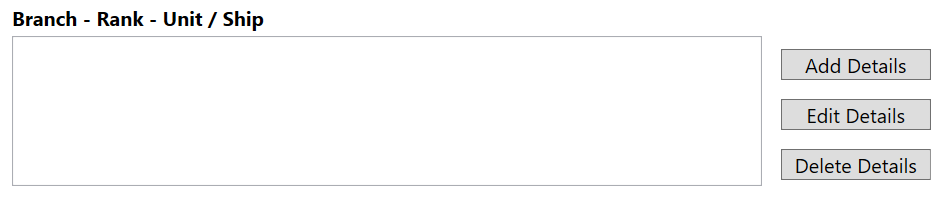 Branch - Rank - Unit / Ship
Add Details
Edit Details
Delete Details